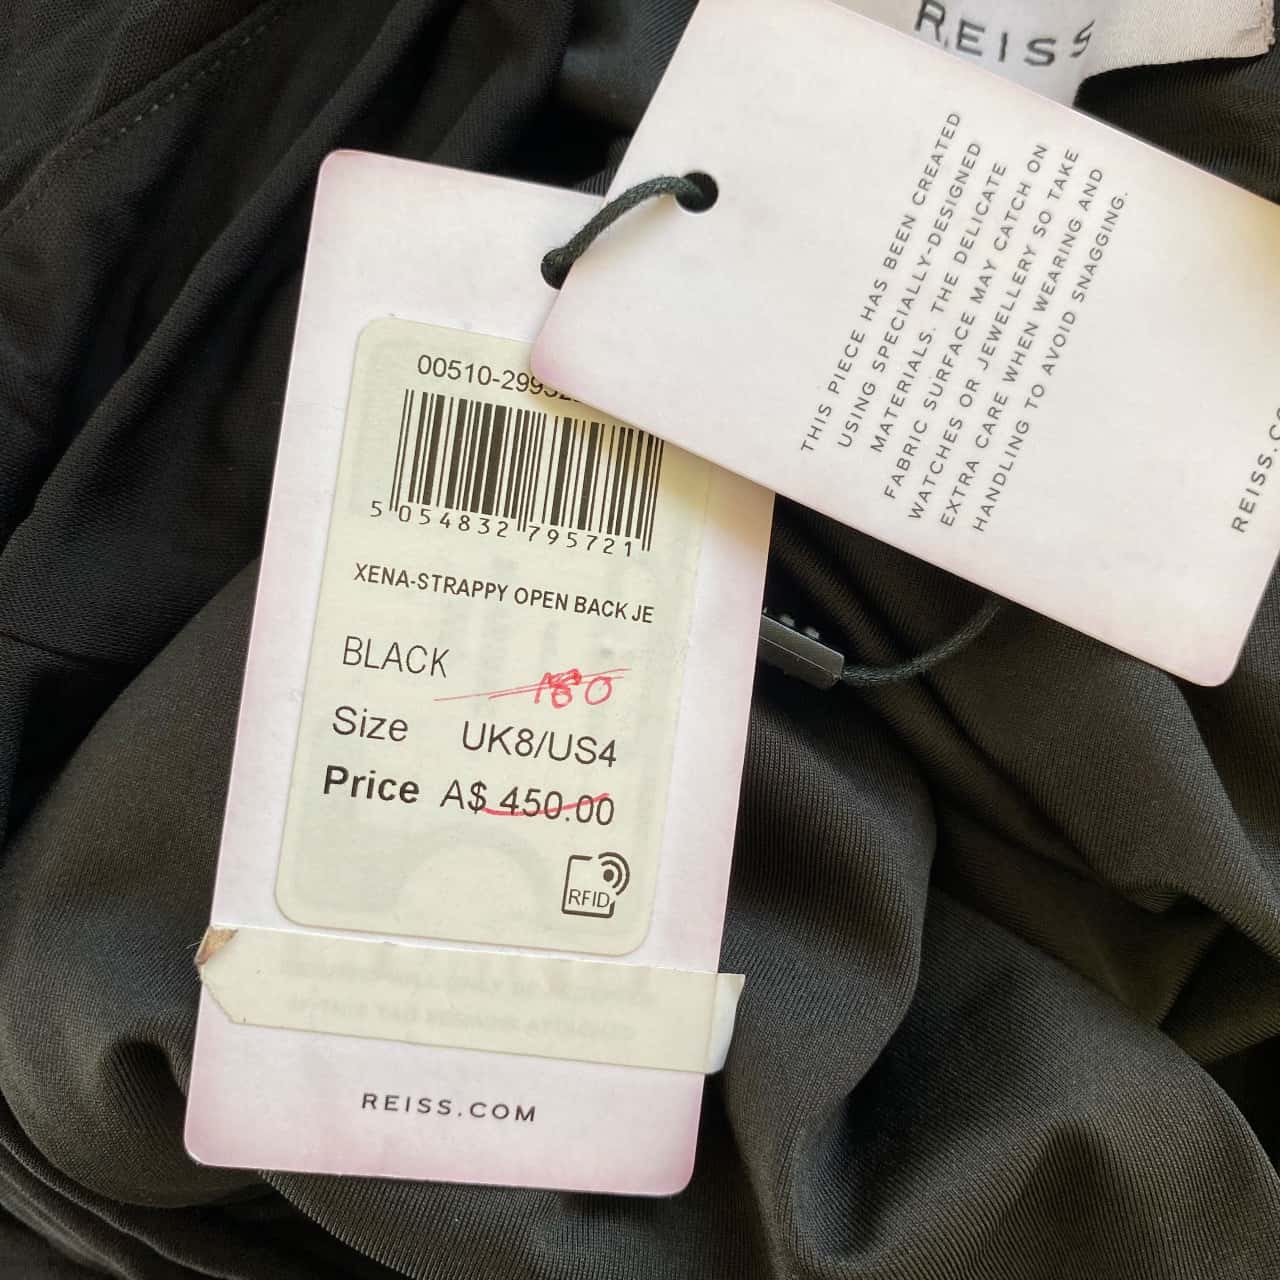 REISS
THIS PIECE HAS BEEN CREATED
USING SPECIALLY-DESIGNED
MATERIALS. THE DELICATE
FABRIC SURFACE MAY CATCH ON
WATCHES OR JEWELLERY SO TAKE
EXTRA CARE WHEN WEARING AND
HANDLING TO AVOID SNAGGING.
REISS.CO
5 054832 795721
XENA-STRAPPY OPEN BACK JE
BLACK
180
Size UK8/US4
Price A$ 450.00
RFID
REISS.COM